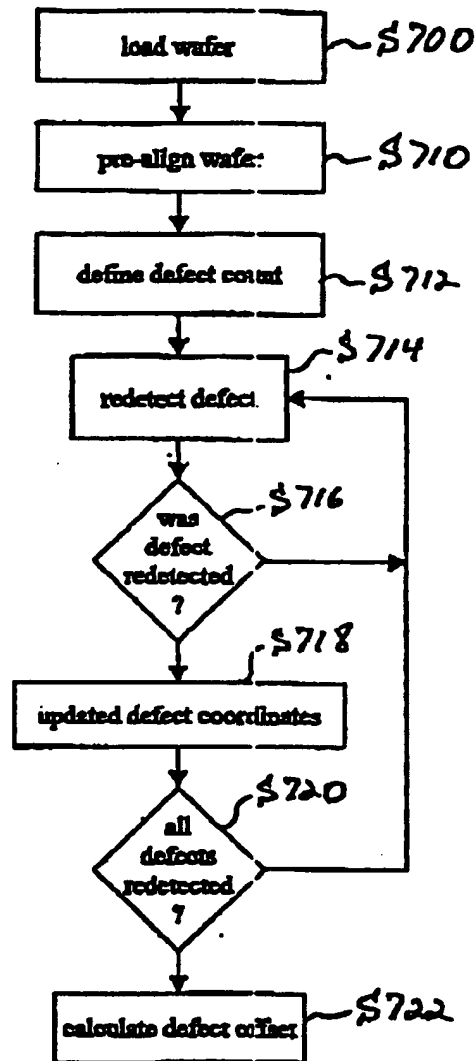 load wafer
S700
pre-align wafer
S710
define defect count
S712
S714
redetect defect
S716
was
defect
redetected
?
S718
updated defect coordinates
S720
all
defects
redetected
?
S722
calculate defect offset